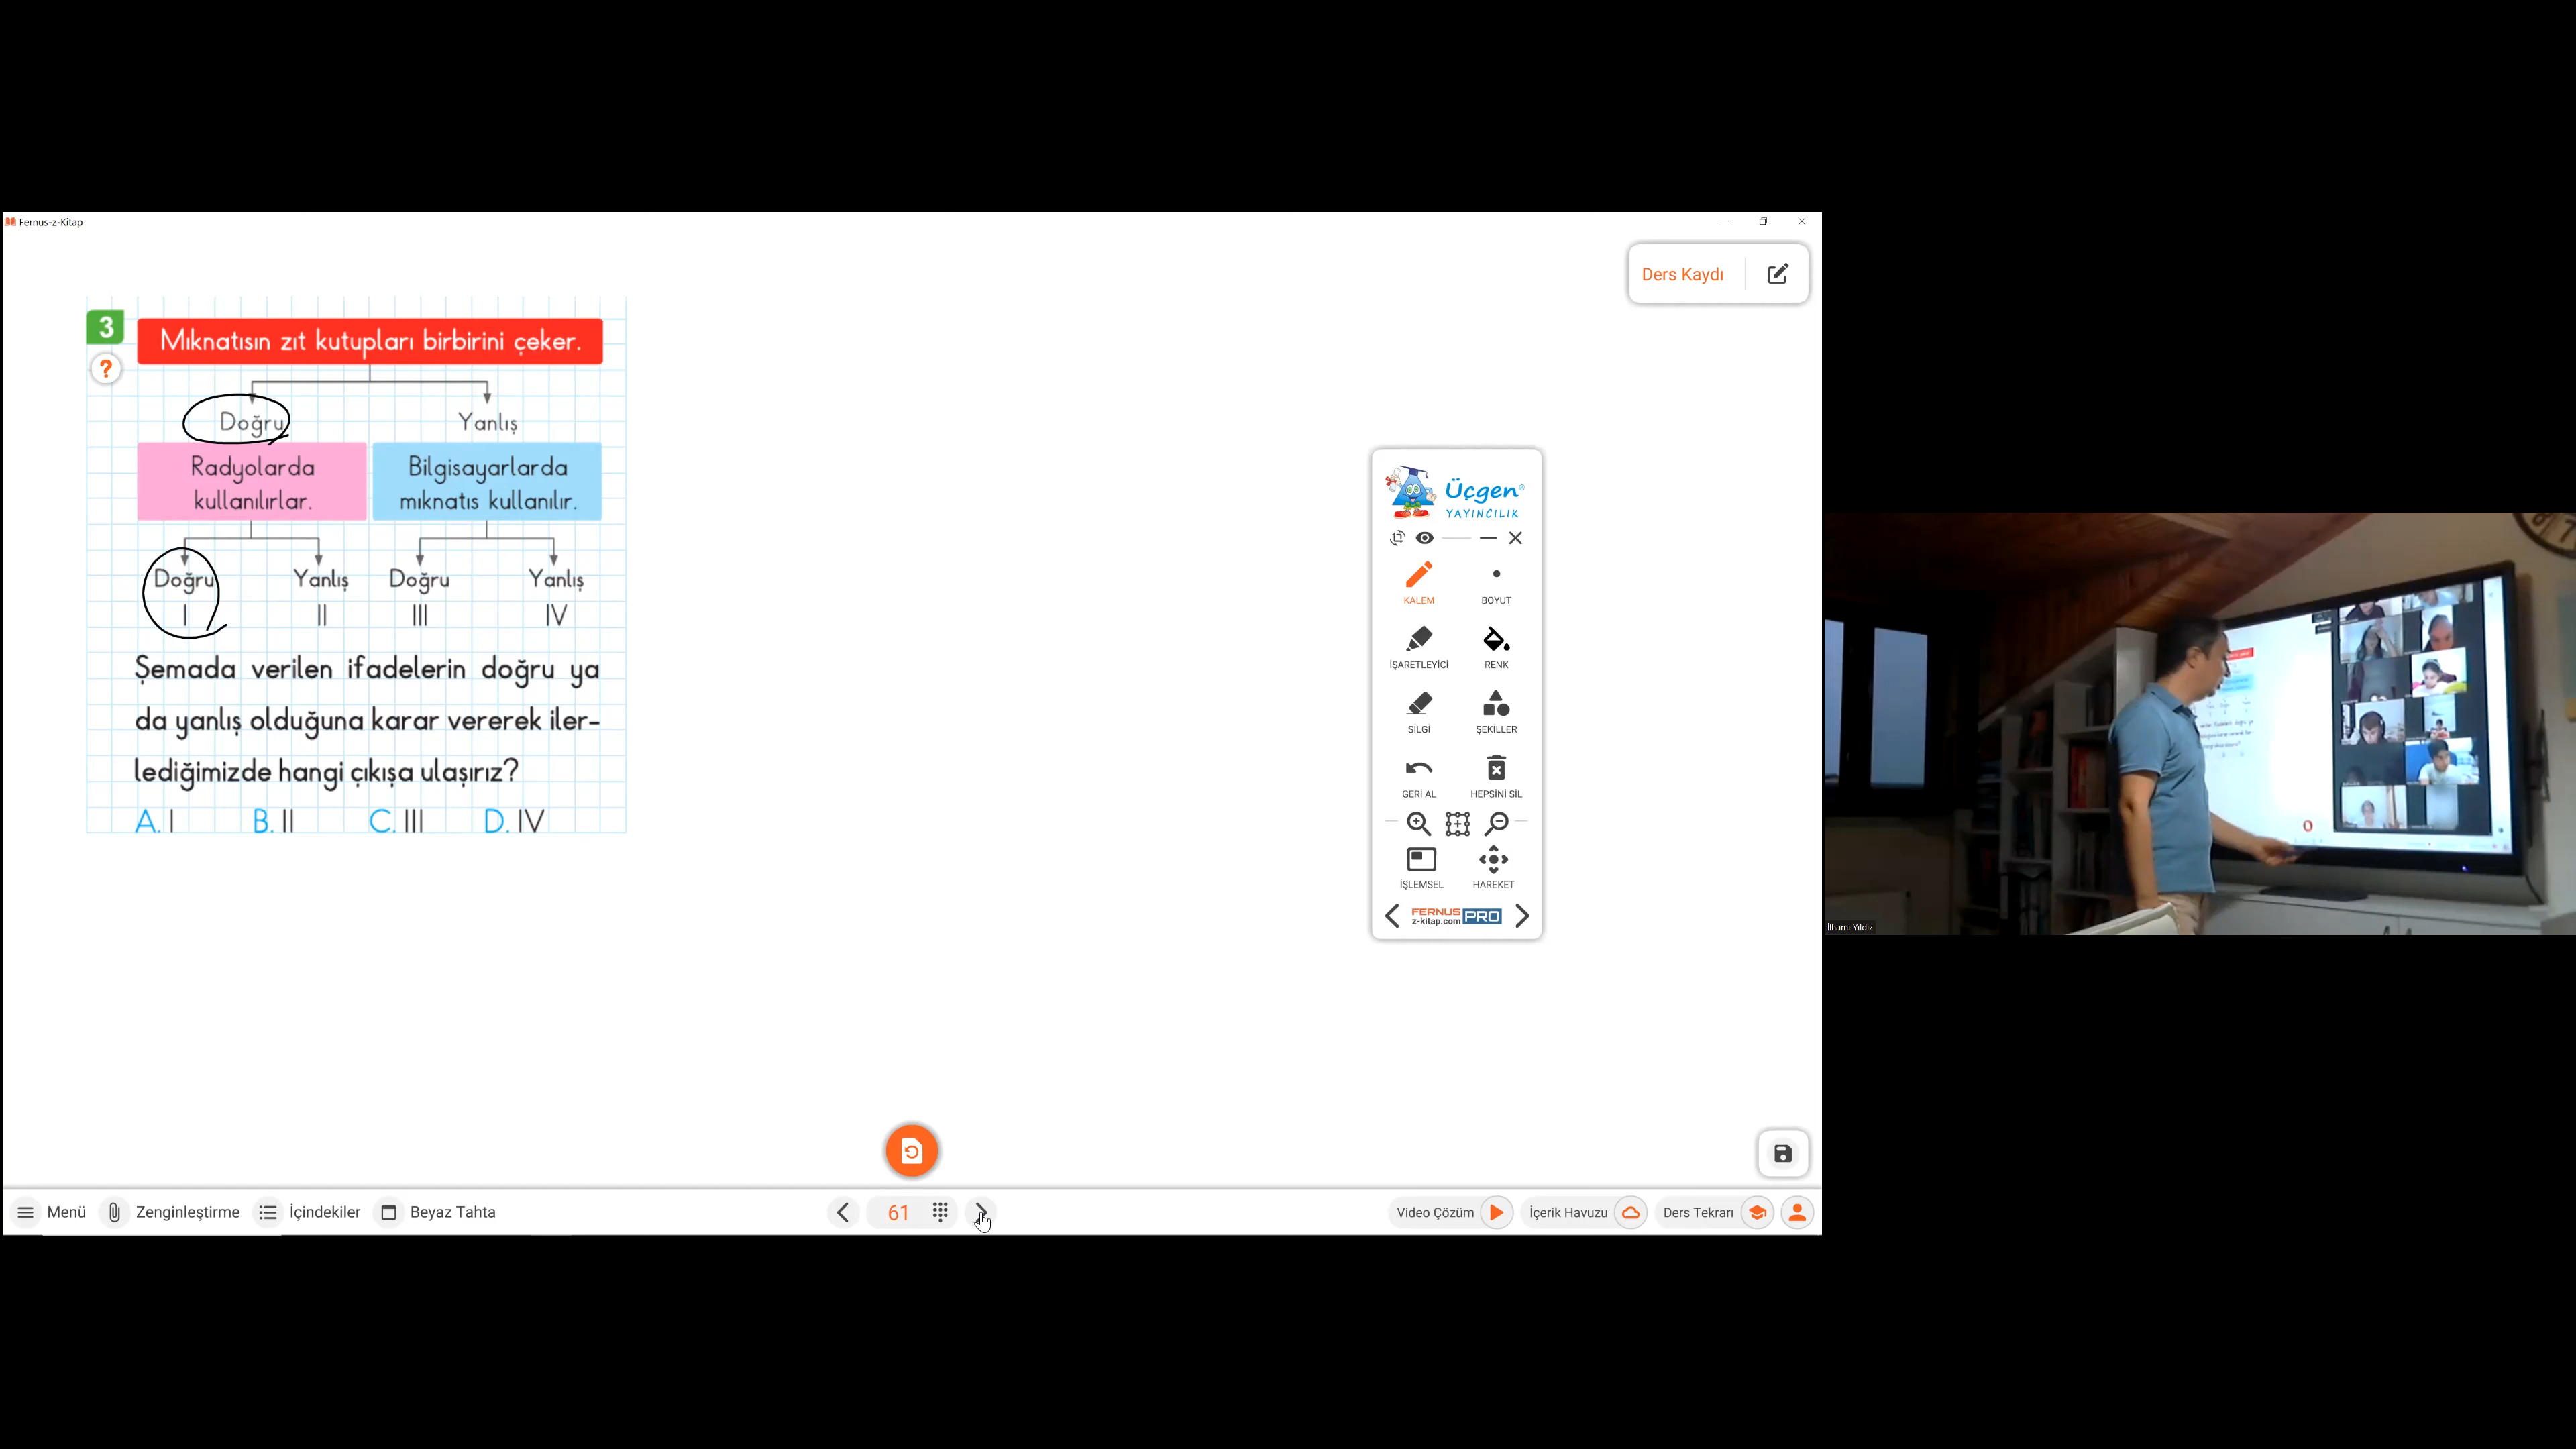 Fernus-z-Kitap
Ders Kaydı
3
Mıknatısın zıt kutupları birbirini çeker.
?
Doğru
Yanlış
Radyolarda
kullanılırlar.
Bilgisayarlarda
mıknatıs kullanılır.
Doğru
Yanlış
Doğru
Yanlış
I
II
III
IV
Şemada verilen ifadelerin doğru ya
da yanlış olduğuna karar vererek iler-
lediğimizde hangi çıkışa ulaşırız?
A. I
B. II
C. III
D. IV
Üçgen®
YAYINCILIK
KALEM
BOYUT
İŞARETLEYİCİ
RENK
SİLGİ
ŞEKİLLER
GERİ AL
HEPSİNİ SİL
İŞLEMSEL
HAREKET
FERNUS
z-kitap.com
PRO
İlhami Yıldız
Menü
Zenginleştirme
İçindekiler
Beyaz Tahta
61
Video Çözüm
İçerik Havuzu
Ders Tekrarı